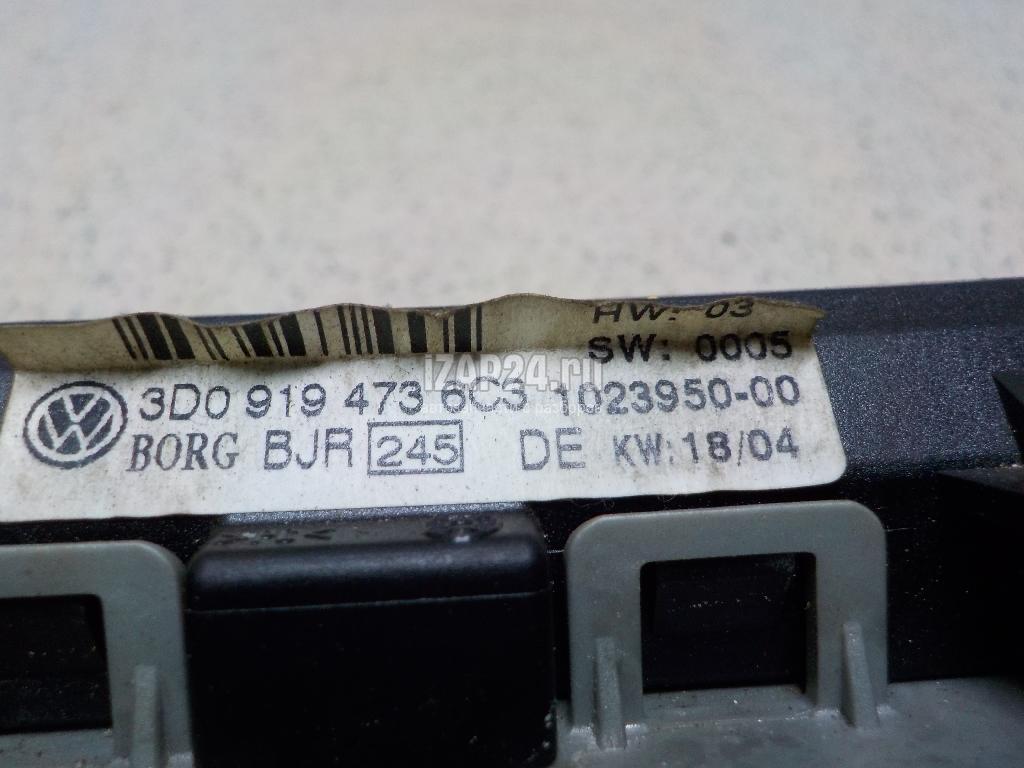 HW: 03
SW: 0005
3D0 919 473 6C3 1023950-00
BORG BJR 245 DE KW: 18/04
IZAP24.ru